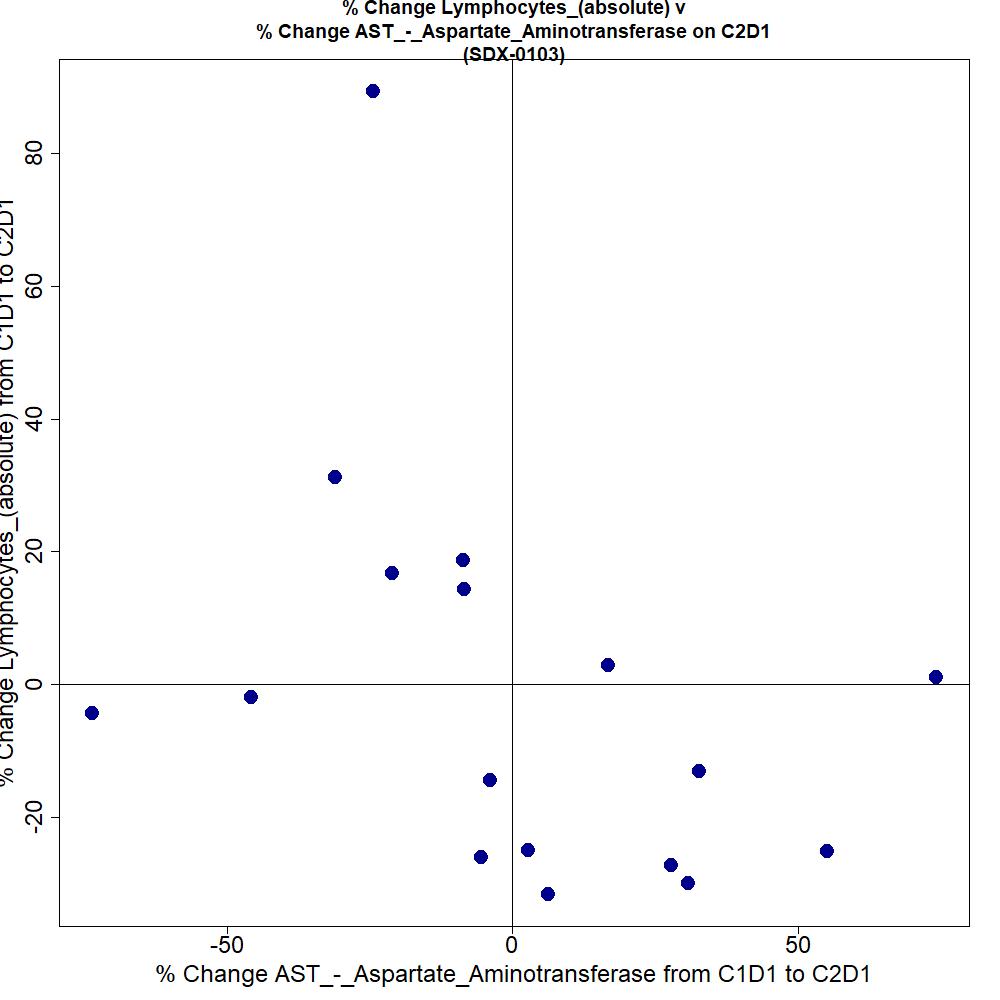 % Change Lymphocytes_(absolute) v
% Change AST_-_Aspartate_Aminotransferase on C2D1
(SDX-0103)
% Change Lymphocytes_(absolute) from C1D1 to C2D1
80
60
40
20
0
-20
-50
0
50
% Change AST_-_Aspartate_Aminotransferase from C1D1 to C2D1